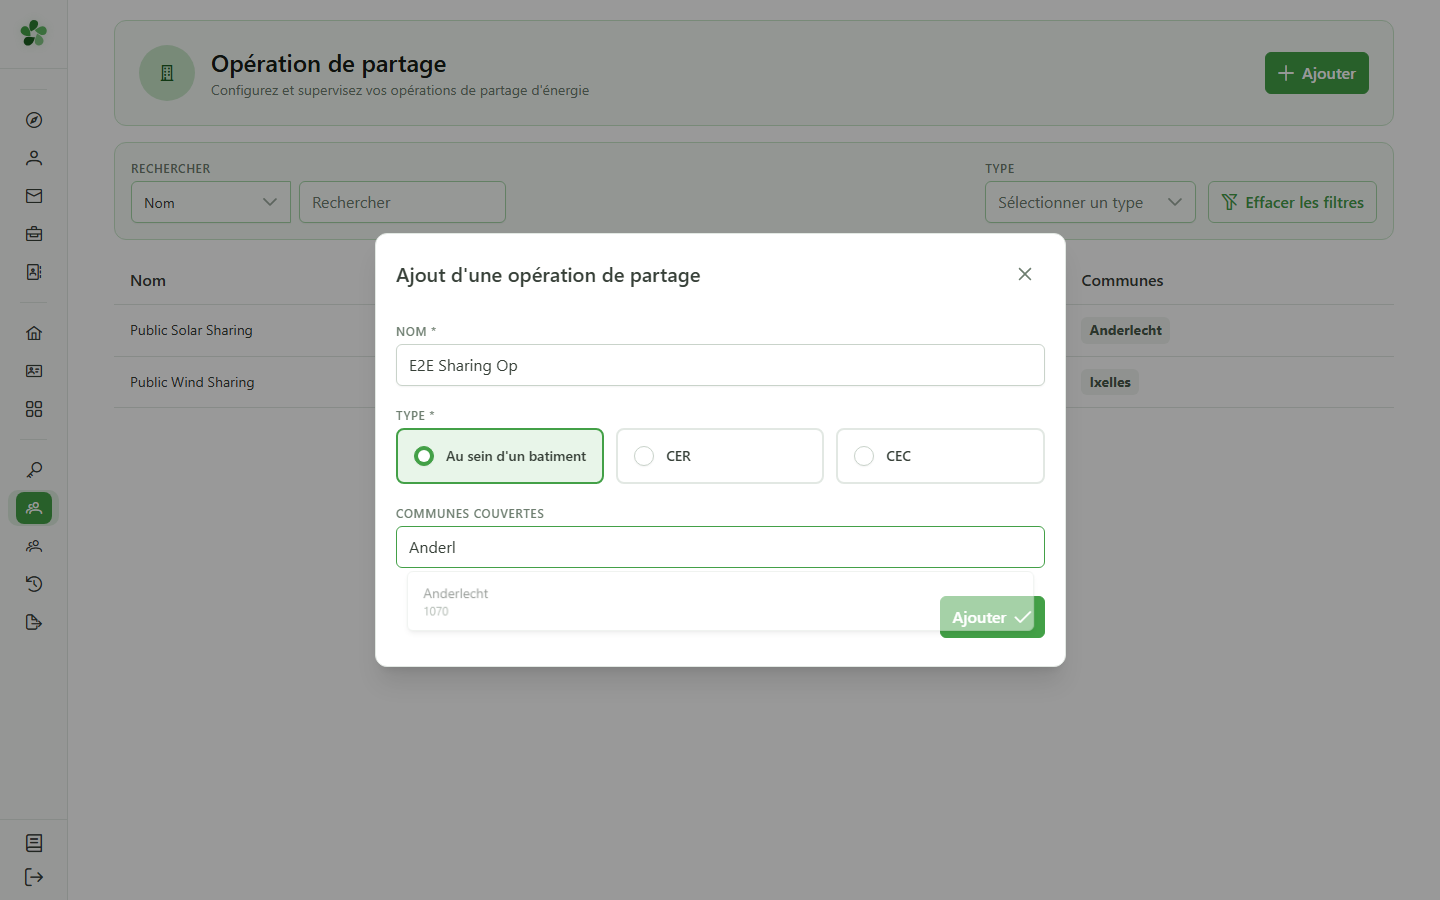 Opération de partage
Configurez et supervisez vos opérations de partage d'énergie
Ajouter
RECHERCHER
Nom
Rechercher
TYPE
Sélectionner un type
Effacer les filtres
Nom
Communes
Public Solar Sharing
Anderlecht
Public Wind Sharing
Ixelles
Ajout d'une opération de partage
NOM *
E2E Sharing Op
TYPE *
Au sein d'un batiment
CER
CEC
COMMUNES COUVERTES
Anderl
Anderlecht
1070
Ajouter